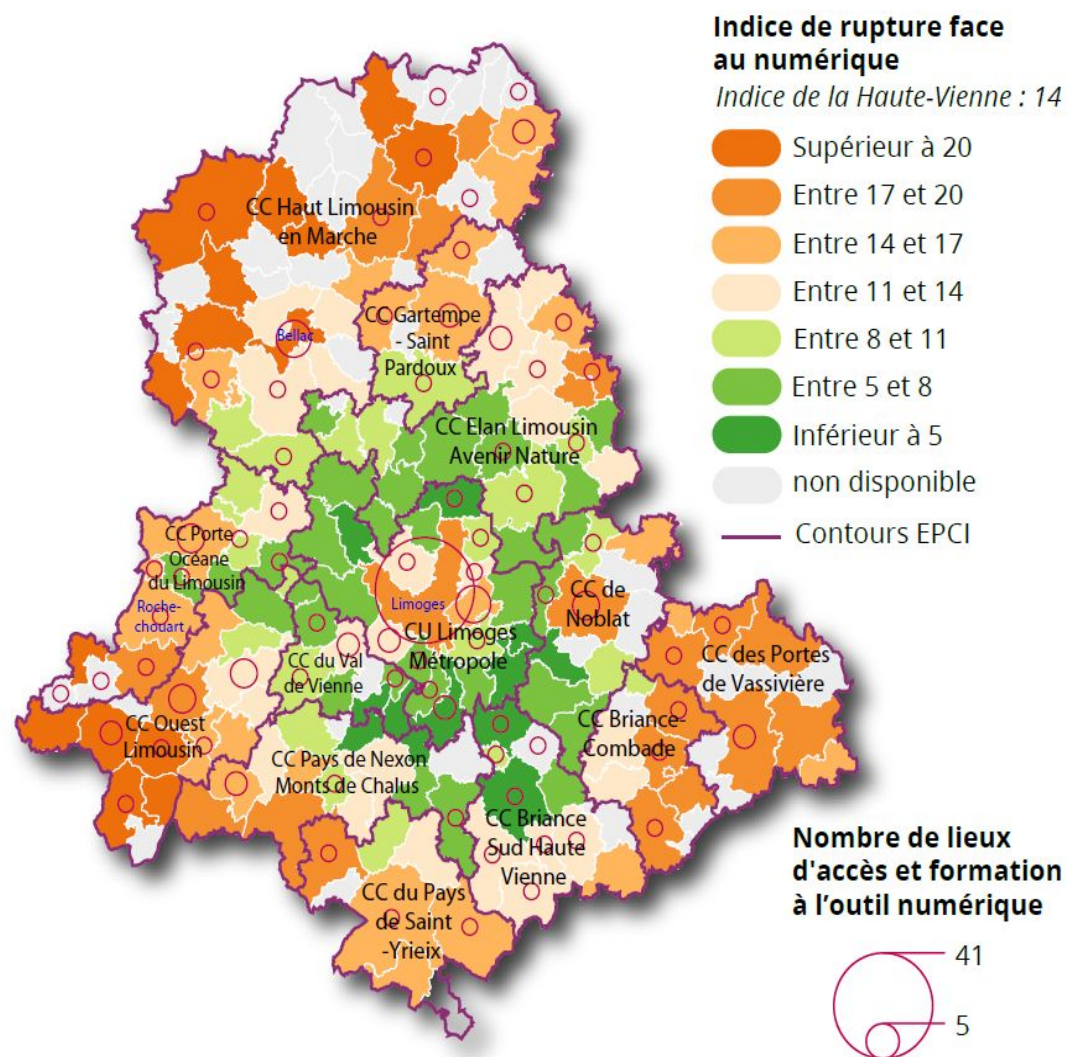 Indice de rupture face
au numérique
Indice de la Haute-Vienne : 14
Supérieur à 20
Entre 17 et 20
Entre 14 et 17
Entre 11 et 14
Entre 8 et 11
Entre 5 et 8
Inférieur à 5
non disponible
Contours EPCI
CC Haut Limousin
en Marche
CC Gartempe
- Saint
Pardoux
Bellac
CC Elan Limousin
Avenir Nature
CC Porte
Océane
du Limousin
Roche-
chouart
Limoges
CU Limoges
Métropole
CC de
Noblat
CC des Portes
de Vassivière
CC du Val
de Vienne
CC Ouest
Limousin
CC Briance-
Combade
CC Pays de Nexon
Monts de Chalus
CC Briance
Sud Haute
Vienne
CC du Pays
de Saint
-Yrieix
Nombre de lieux
d'accès et formation
à l'outil numérique
41
5